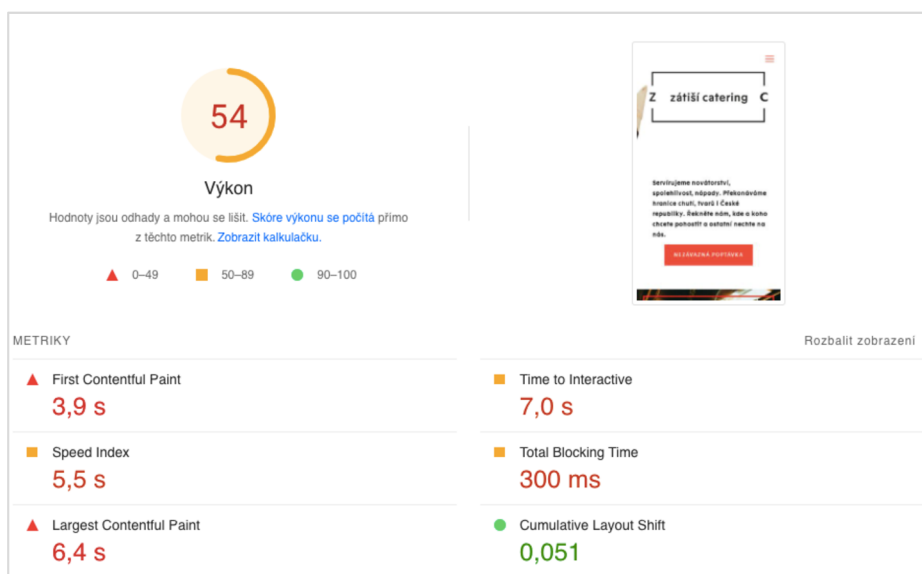 54
Výkon
Hodnoty jsou odhady a mohou se lišit. Skóre výkonu se počítá přímo
z těchto metrik. Zobrazit kalkulačku.
0–49
50–89
90–100
Z zátiší catering C
Servírujeme novátorství,
spolehlivost, nápady. Překonáváme
hranice chutí, tvarů i České
republiky. Řekněte nám, kde a koho
chcete pohostit a ostatní nechte na
nás.
NEZÁVAZNÁ POPTÁVKA
METRIKY
Rozbalit zobrazení
First Contentful Paint
3,9 s
Time to Interactive
7,0 s
Speed Index
5,5 s
Total Blocking Time
300 ms
Largest Contentful Paint
6,4 s
Cumulative Layout Shift
0,051